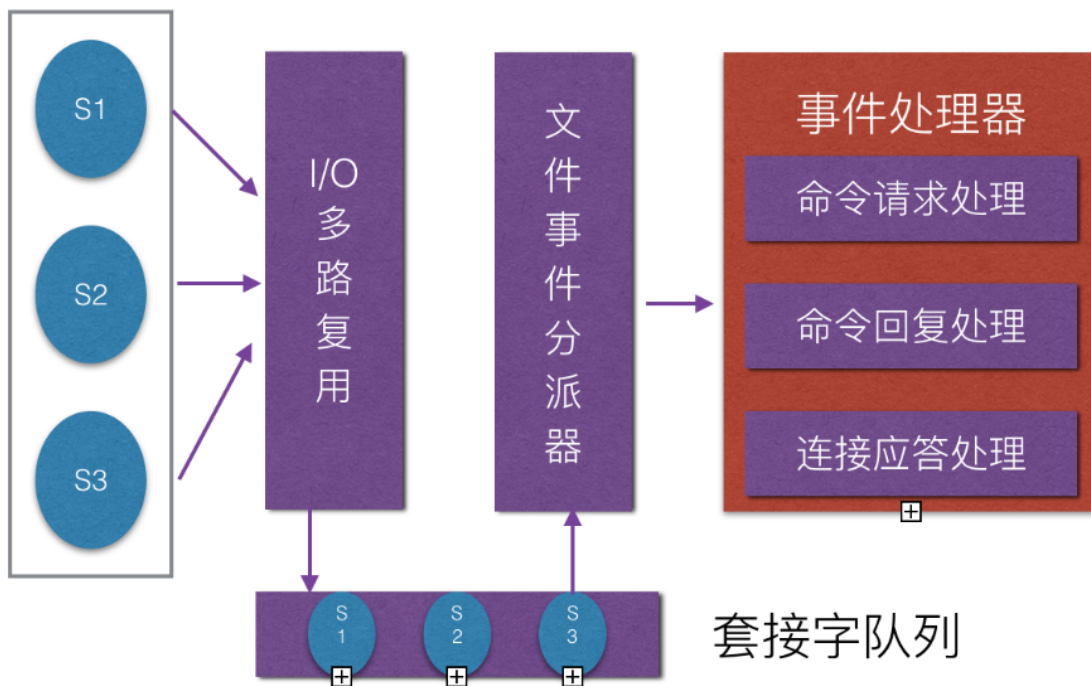 S1
S2
S3
I/O
多
路
复
用
文
件
事
件
分
派
器
事件处理器
命令请求处理
命令回复处理
连接应答处理
S
1
S
2
S
3
套接字队列